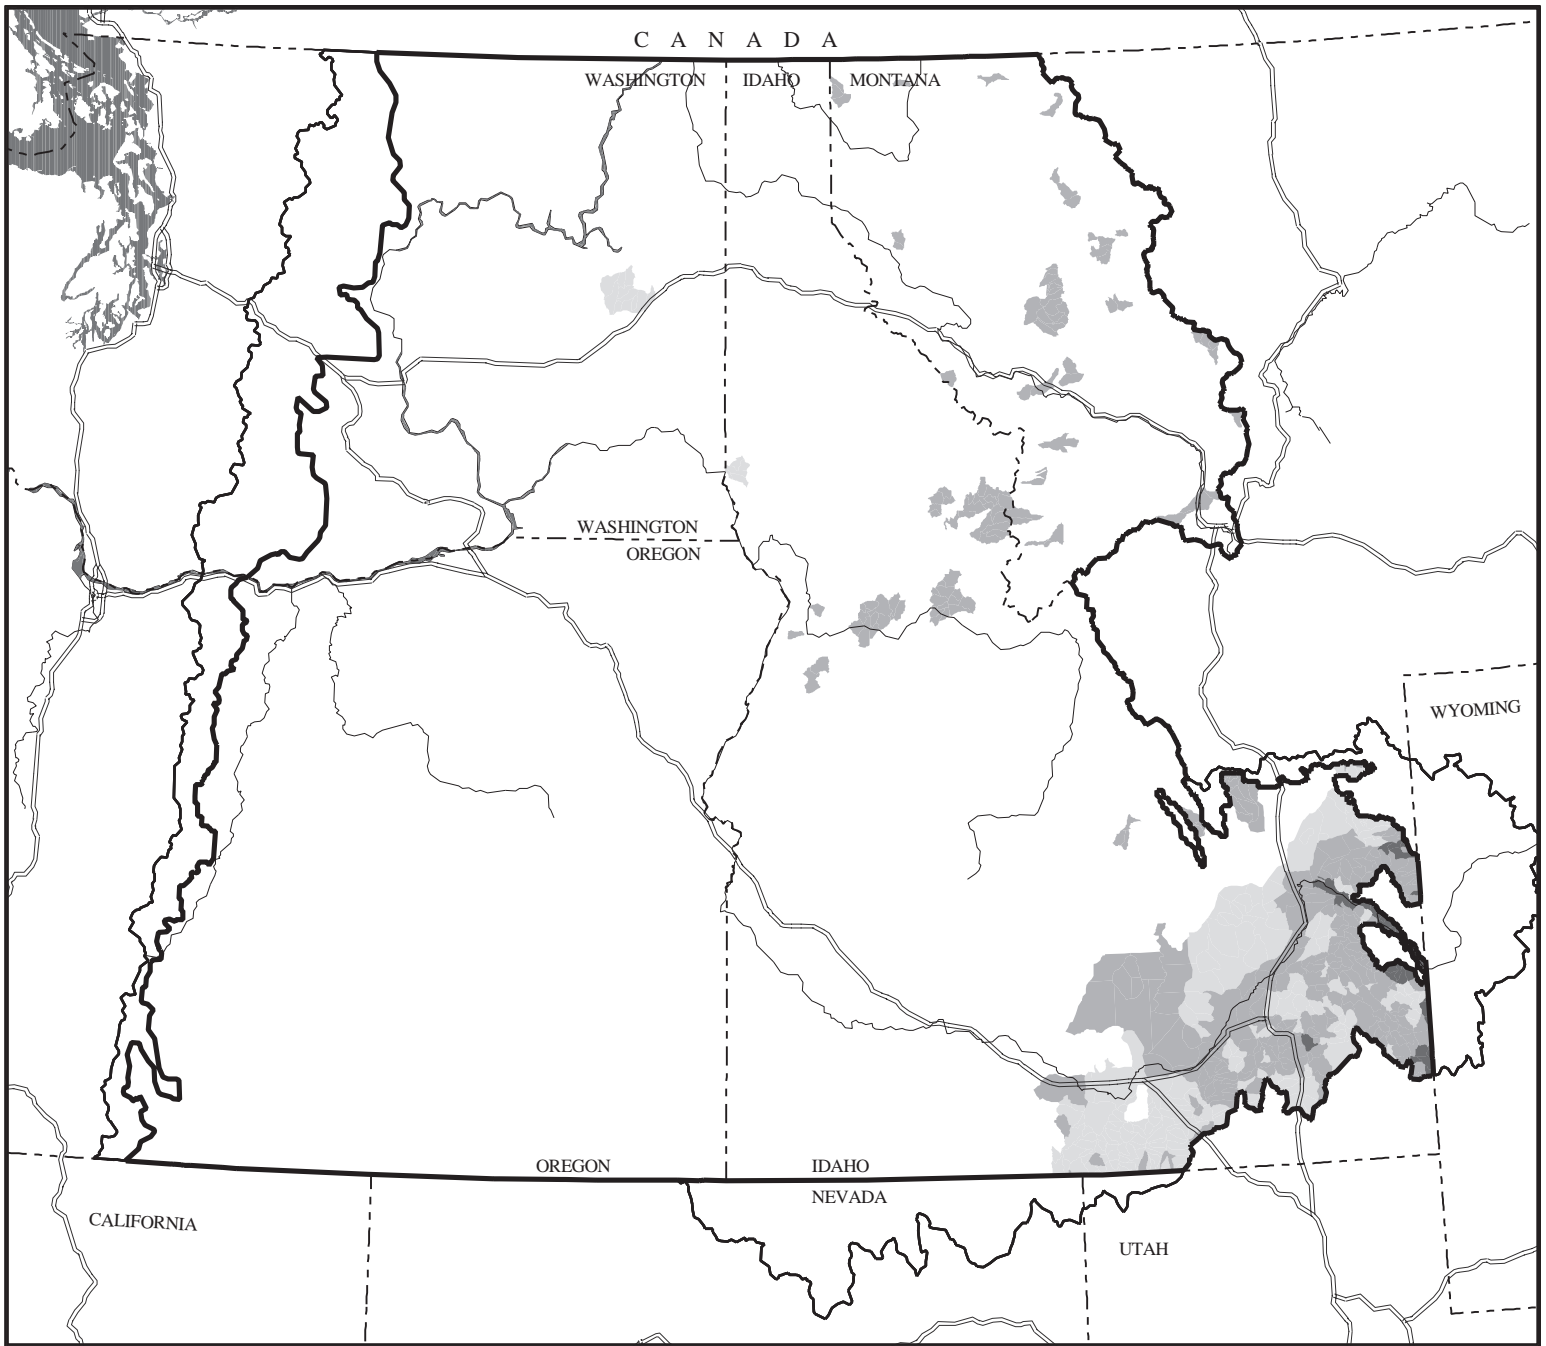 C A N A D A
WASHINGTON IDAHO MONTANA
WASHINGTON
OREGON
WYOMING
OREGON IDAHO
NEVADA
CALIFORNIA
UTAH